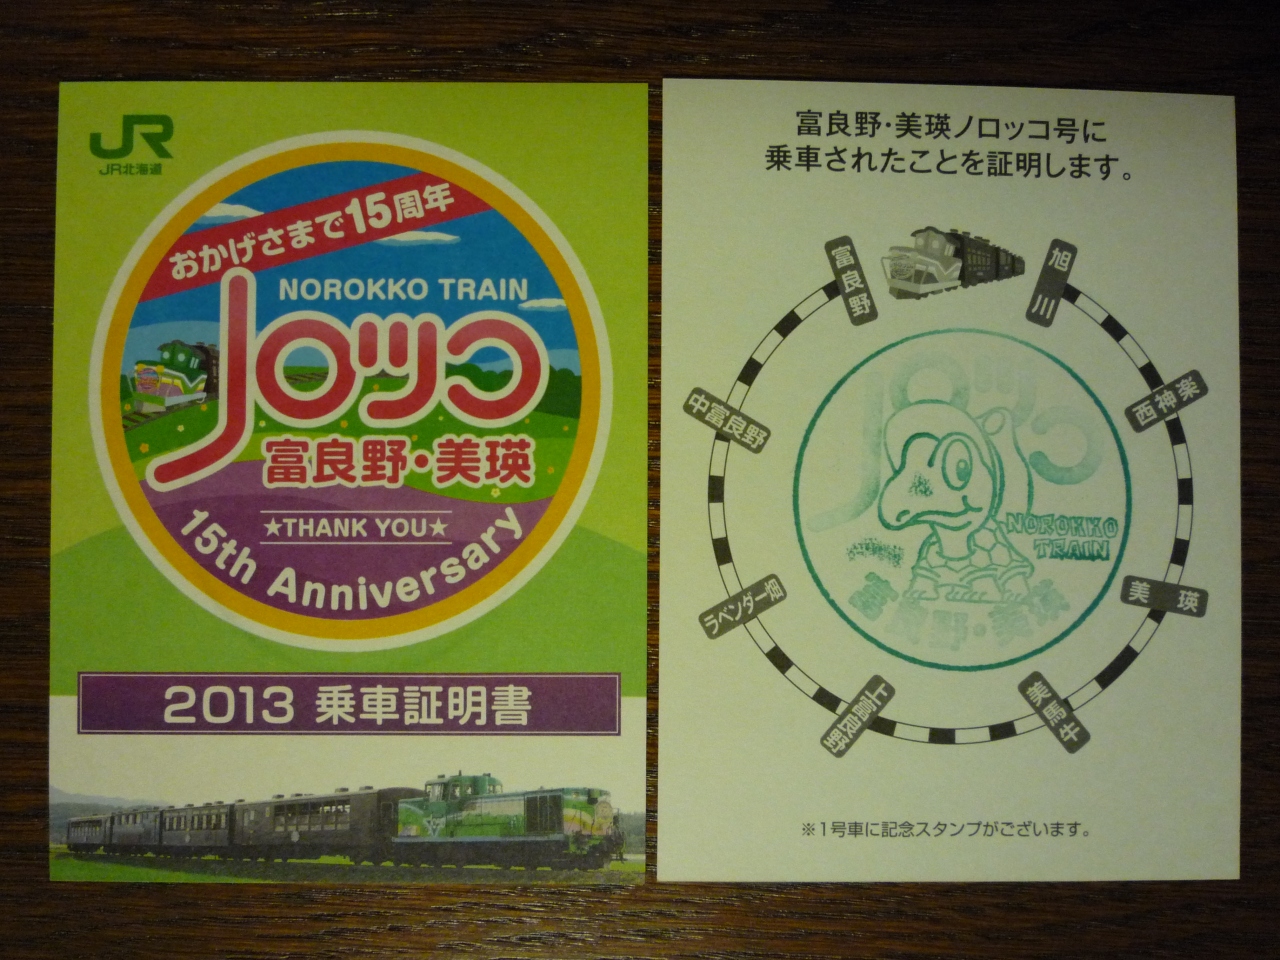 JR
JR北海道
おかげさまで15周年
NOROKKO TRAIN
ノロッコ
富良野・美瑛
★THANK YOU★
15th Anniversary
2013 乗車証明書
富良野・美瑛ノロッコ号に
乗車されたことを証明します。
富良野
旭川
中富良野
西神楽
ラベンダー畑
美瑛
上富良野
美馬牛
ノロッコ
NOROKKO
TRAIN
富良野・美瑛
※1号車に記念スタンプがございます。